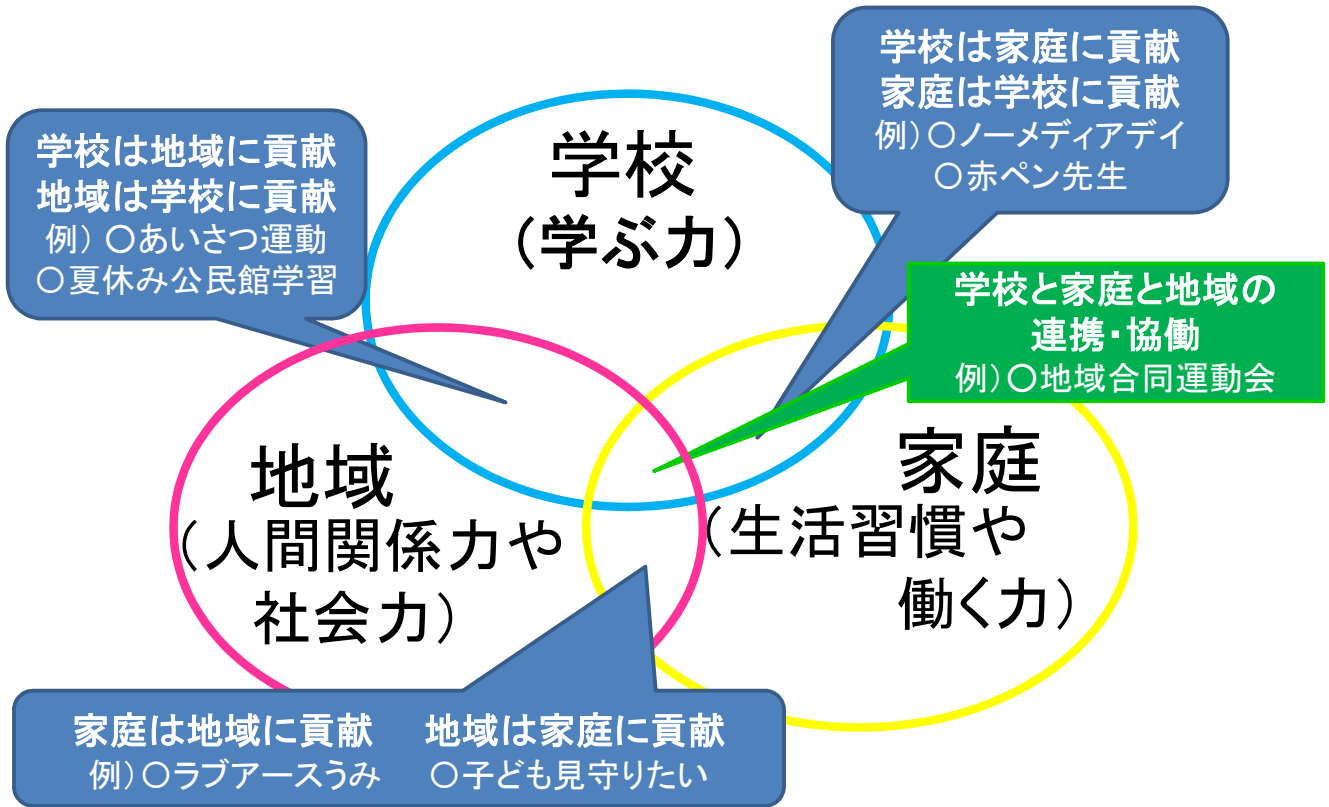 学校は家庭に貢献
家庭は学校に貢献
例）○ノーメディアデイ
○赤ペン先生
学校は地域に貢献
地域は学校に貢献
例）○あいさつ運動
○夏休み公民館学習
学校
（学ぶ力）
学校と家庭と地域の
連携・協働
例）○地域合同運動会
地域
（人間関係力や
社会力）
家庭
（生活習慣や
働く力）
家庭は地域に貢献　地域は家庭に貢献
例）○ラブアースうみ　○子ども見守りたい